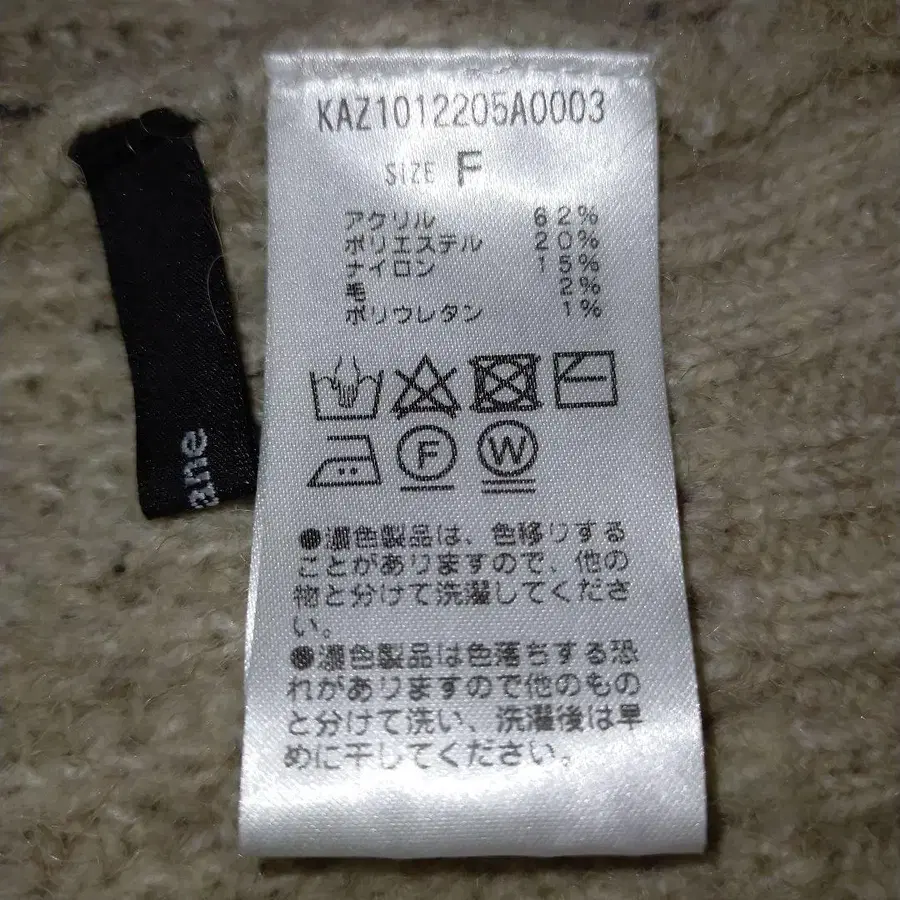 KAZ1012205A0003
SIZE F
アクリル 62%
ポリエステル 20%
ナイロン 15%
毛 2%
ポリウレタン 1%
F W
●濃色製品は、色移りする
ことがありますので、他の
物と分けて洗濯してくださ
い。
●濃色製品は色落ちする恐
れがありますので他のもの
と分けて洗い、洗濯後は早
めに干してください。
ane